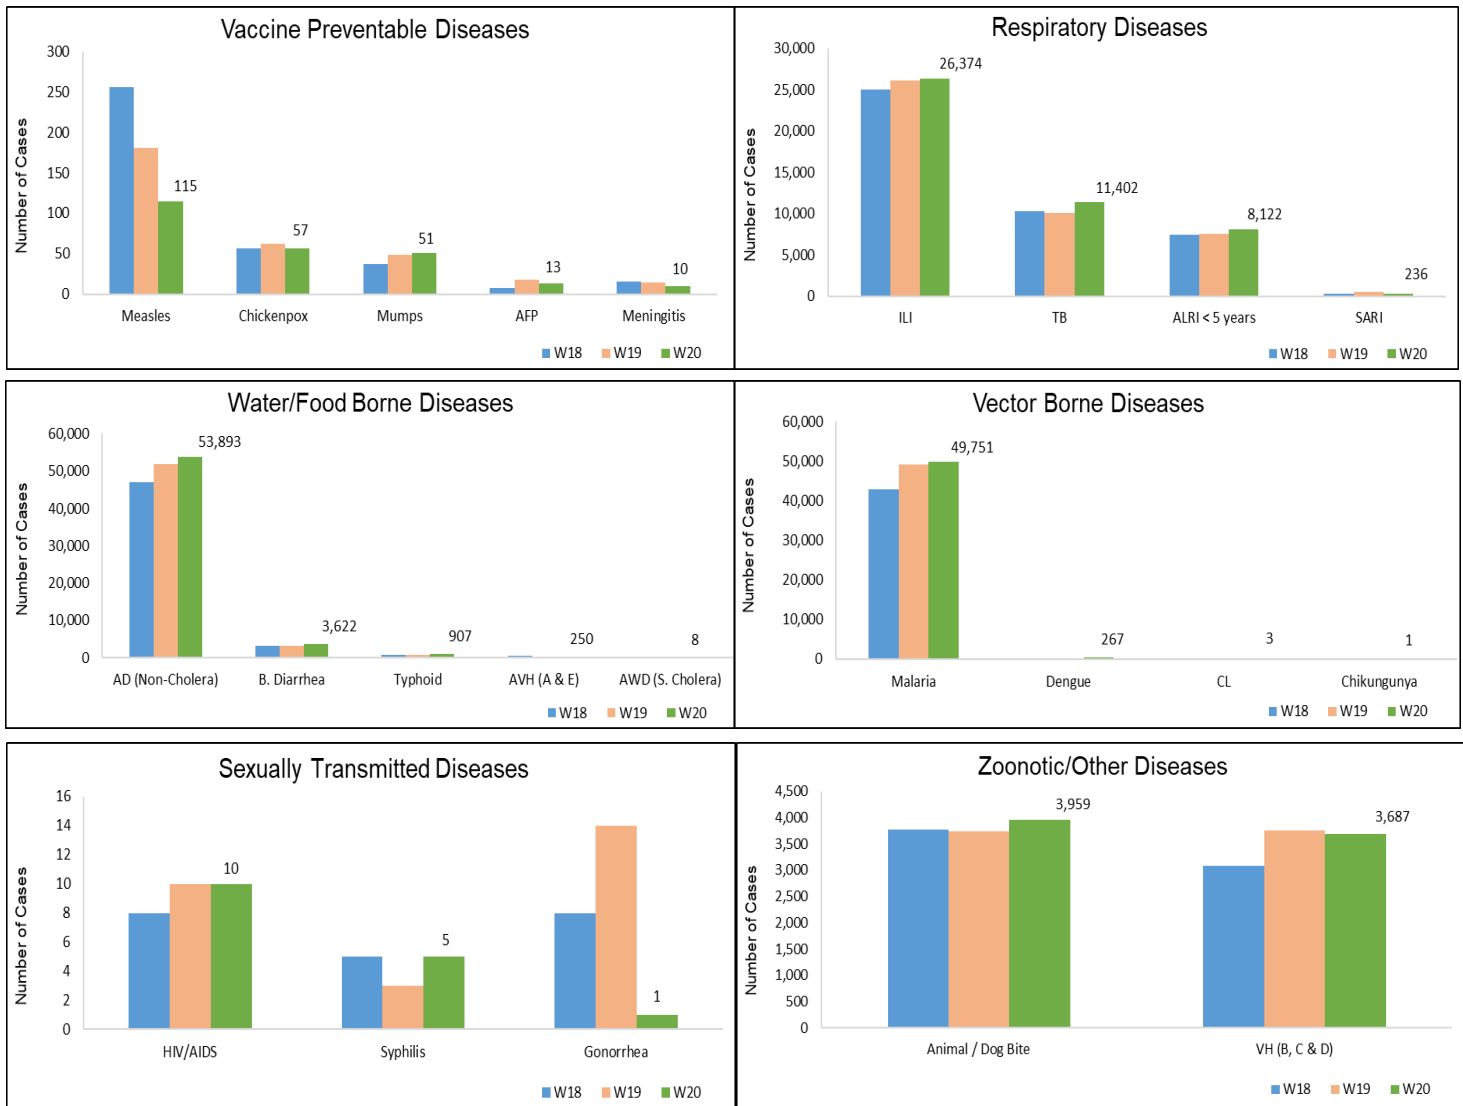 Vaccine Preventable Diseases
Number of Cases
300
250
200
150
100
50
0
115
57
51
13
10
Measles Chickenpox Mumps AFP Meningitis
W18 W19 W20
Respiratory Diseases
Number of Cases
30,000
25,000
20,000
15,000
10,000
5,000
0
26,374
11,402
8,122
236
ILI TB ALRI < 5 years SARI
W18 W19 W20
Water/Food Borne Diseases
Number of Cases
60,000
50,000
40,000
30,000
20,000
10,000
0
53,893
3,622
907
250
8
AD (Non-Cholera) B. Diarrhea Typhoid AVH (A & E) AWD (S. Cholera)
W18 W19 W20
Vector Borne Diseases
Number of Cases
60,000
50,000
40,000
30,000
20,000
10,000
0
49,751
267
3
1
Malaria Dengue CL Chikungunya
W18 W19 W20
Sexually Transmitted Diseases
Number of Cases
16
14
12
10
8
6
4
2
0
10
5
1
HIV/AIDS Syphilis Gonorrhea
W18 W19 W20
Zoonotic/Other Diseases
Number of Cases
4,500
4,000
3,500
3,000
2,500
2,000
1,500
1,000
500
0
3,959
3,687
Animal / Dog Bite VH (B, C & D)
W18 W19 W20